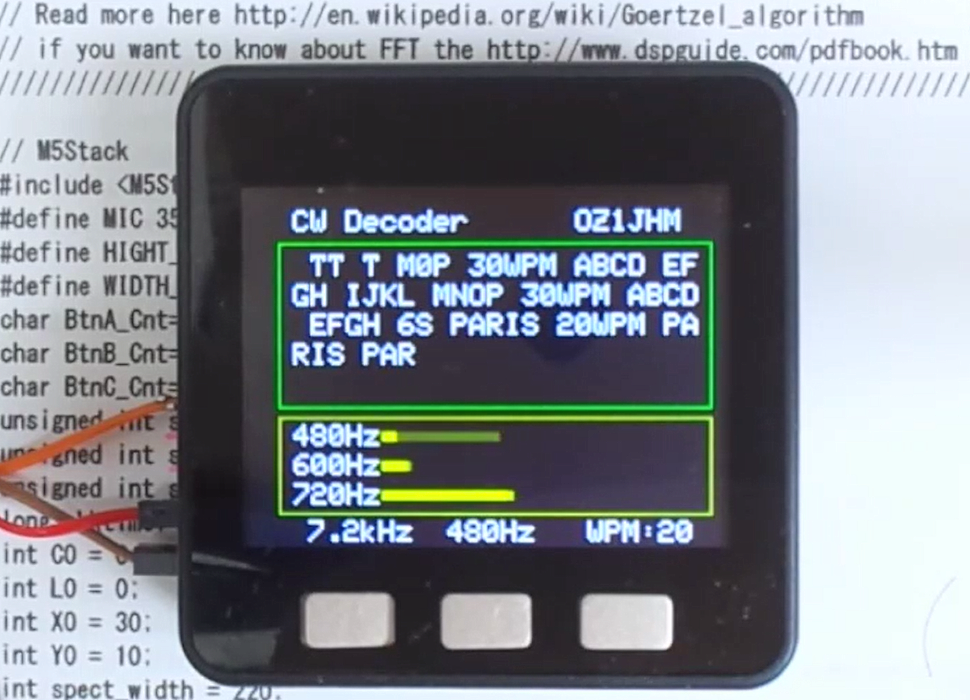 // Read more here http://en.wikipedia.org/wiki/Goertzel_algorithm
// if you want to know about FFT the http://www.dspguide.com/pdfbook.htm
// M5Stack
#include <M5St
#define MIC 35
#define HIGHT_
#define WIDTH_
char BtnA_Cnt=
char BtnB_Cnt=
char BtnC_Cnt=
unsigned int s
unsigned int s
unsigned int s
long
int C0 =
int L0 = 0;
int X0 = 30;
int Y0 = 10;
int spect_width = 220;
CW Decoder OZ1JHM
TT T M0P 30WPM ABCD EF
GH IJKL MNOP 30WPM ABCD
EFGH 6S PARIS 20WPM PA
RIS PAR
480Hz
600Hz
720Hz
7.2kHz 480Hz WPM:20